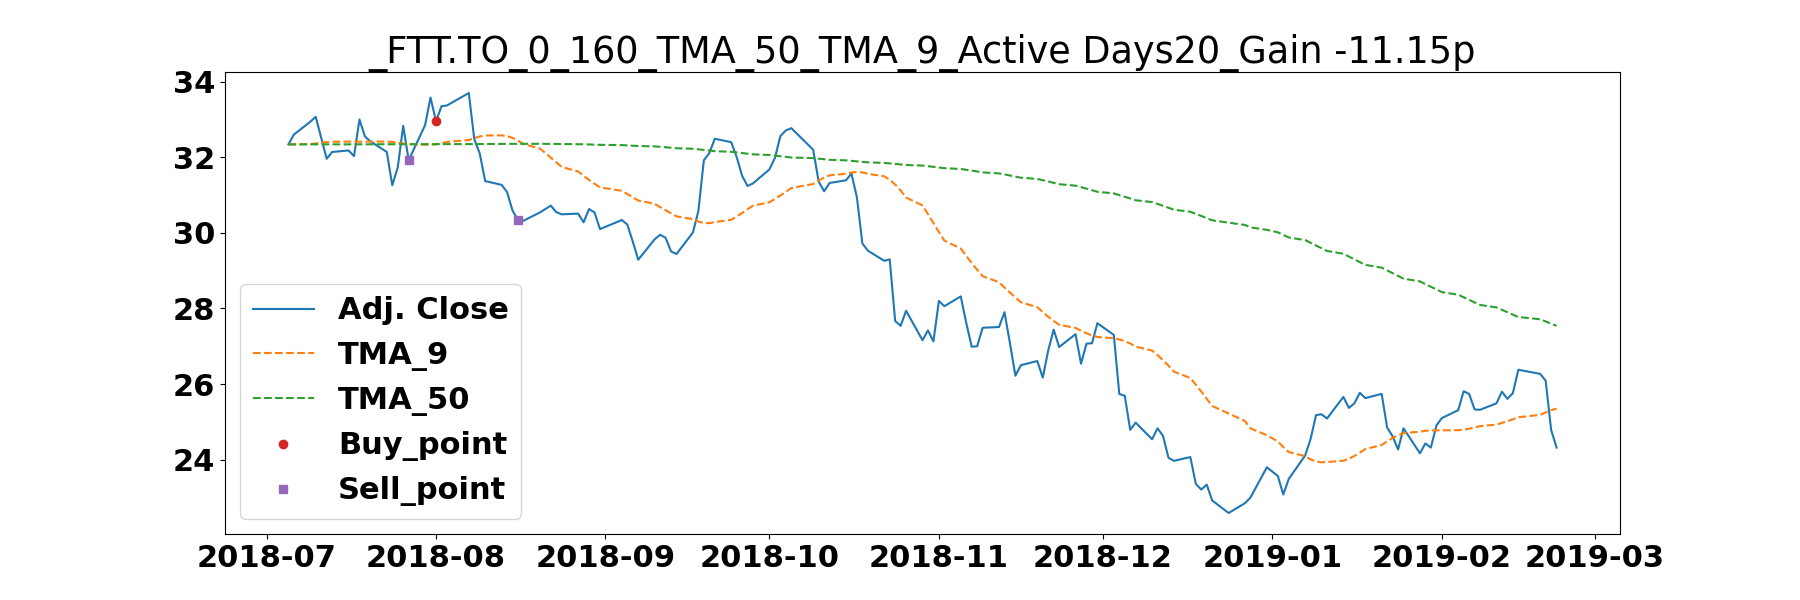 _FTT.TO_0_160_TMA_50_TMA_9_Active Days20_Gain -11.15p
34
32
30
28
26
24
Adj. Close
TMA_9
TMA_50
Buy_point
Sell_point
2018-07 2018-08 2018-09 2018-10 2018-11 2018-12 2019-01 2019-02 2019-03